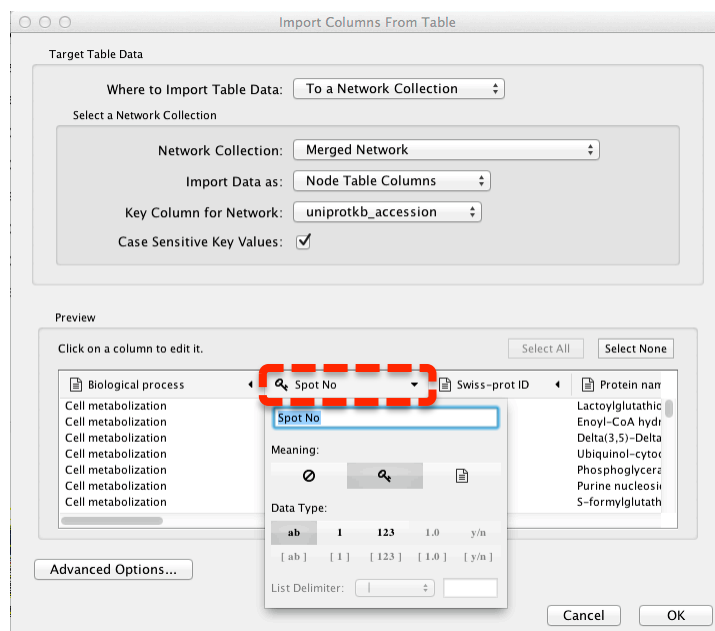 Import Columns From Table
Target Table Data
Where to Import Table Data: To a Network Collection
Select a Network Collection
Network Collection: Merged Network
Import Data as: Node Table Columns
Key Column for Network: uniprotkb_accession
Case Sensitive Key Values:
Preview
Click on a column to edit it. Select All Select None
Biological process Spot No Swiss-prot ID Protein nam
Cell metabolization Lactoylglutathio
Cell metabolization Spot No Enoyl-CoA hydr
Cell metabolization Delta(3,5)-Delta
Cell metabolization Meaning: Ubiquinol-cytoc
Cell metabolization Phosphoglycera
Cell metabolization Purine nucleosi
Cell metabolization S-formylglutath
Data Type:
ab 1 123 1.0 y/n
[ ab ] [ 1 ] [ 123 ] [ 1.0 ] [ y/n ]
Advanced Options...
List Delimiter: |
Cancel OK